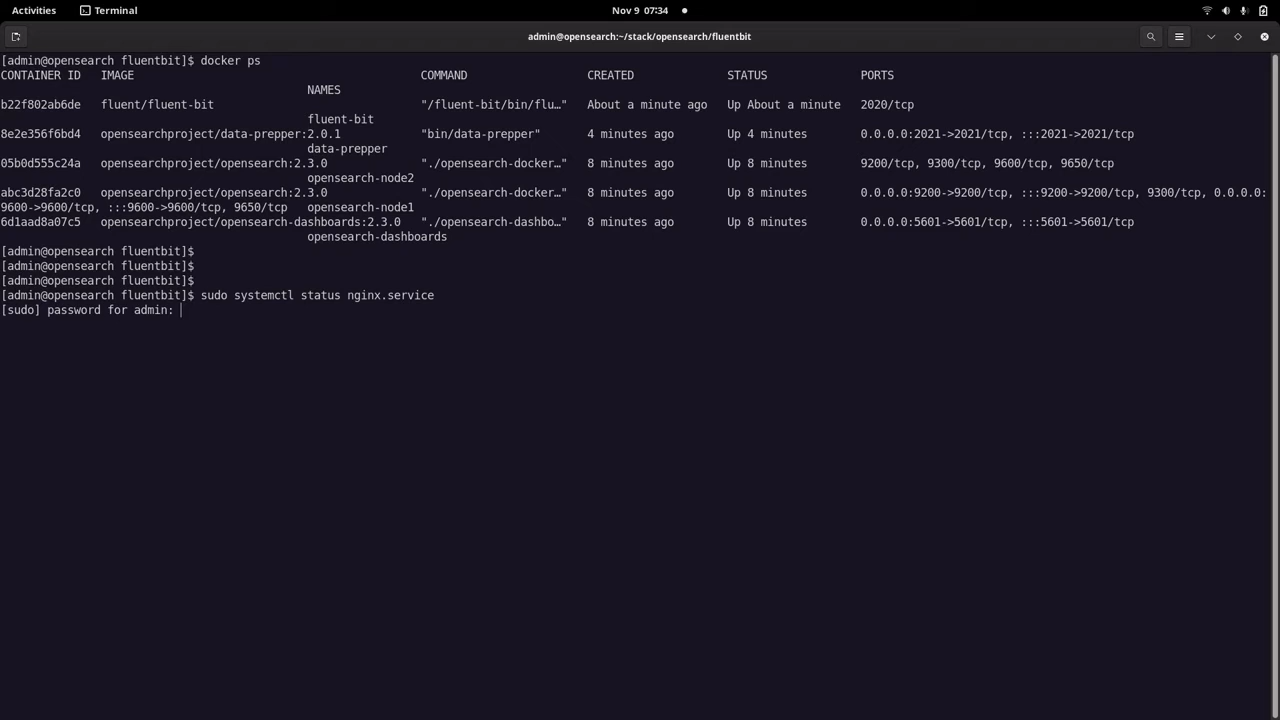 Activities Terminal Nov 9 07:34
admin@opensearch:~/stack/opensearch/fluentbit
[admin@opensearch fluentbit]$ docker ps
CONTAINER ID   IMAGE                                          COMMAND                  CREATED              STATUS              PORTS
                                              NAMES
b22f802ab6de   fluent/fluent-bit                              "/fluent-bit/bin/flu…"   About a minute ago   Up About a minute   2020/tcp
                                              fluent-bit
8e2e356f6bd4   opensearchproject/data-prepper:2.0.1           "bin/data-prepper"       4 minutes ago        Up 4 minutes        0.0.0.0:2021->2021/tcp, :::2021->2021/tcp
                                              data-prepper
05b0d555c24a   opensearchproject/opensearch:2.3.0             "./opensearch-docker…"   8 minutes ago        Up 8 minutes        9200/tcp, 9300/tcp, 9600/tcp, 9650/tcp
                                              opensearch-node2
abc3d28fa2c0   opensearchproject/opensearch:2.3.0             "./opensearch-docker…"   8 minutes ago        Up 8 minutes        0.0.0.0:9200->9200/tcp, :::9200->9200/tcp, 9300/tcp, 0.0.0.0:
9600->9600/tcp, :::9600->9600/tcp, 9650/tcp   opensearch-node1
6d1aad8a07c5   opensearchproject/opensearch-dashboards:2.3.0  "./opensearch-dashbo…"   8 minutes ago        Up 8 minutes        0.0.0.0:5601->5601/tcp, :::5601->5601/tcp
                                              opensearch-dashboards
[admin@opensearch fluentbit]$
[admin@opensearch fluentbit]$
[admin@opensearch fluentbit]$
[admin@opensearch fluentbit]$ sudo systemctl status nginx.service
[sudo] password for admin: